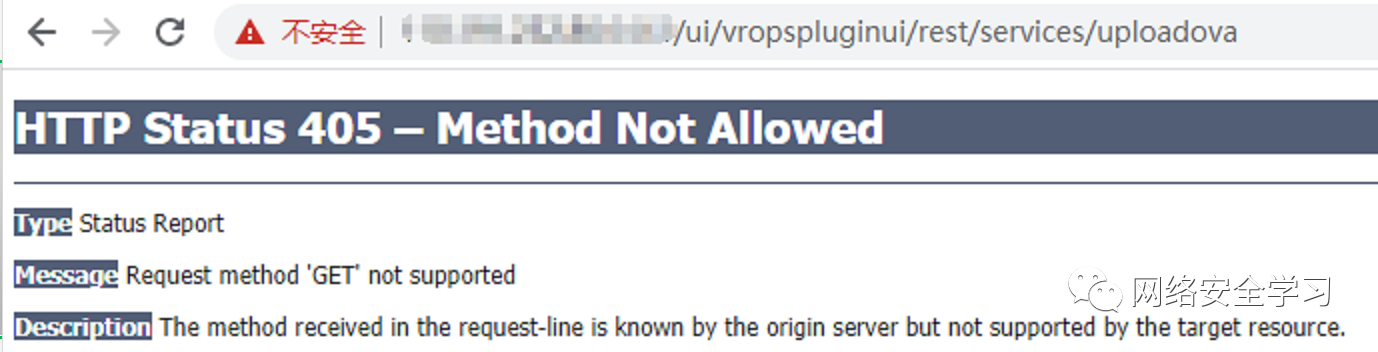 不安全 | /ui/vropspluginui/rest/services/uploadova
HTTP Status 405 – Method Not Allowed
Type Status Report
Message Request method 'GET' not supported
Description The method received in the request-line is known by the origin server but not supported by the target resource.
网络安全学习